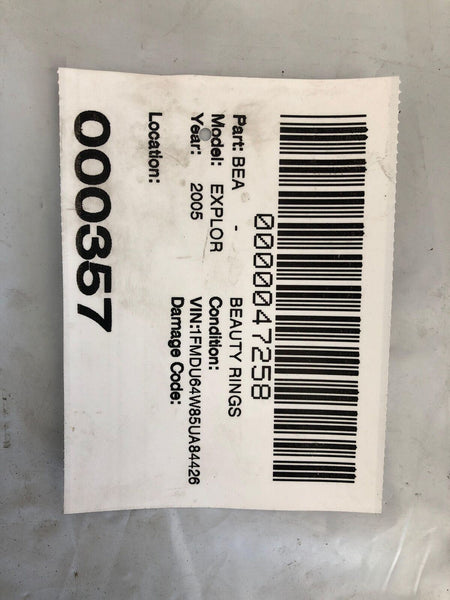 0000047258
Part: BEA - BEAUTY RINGS
Model: EXPLOR Condition:
Year: 2005 VIN:1FMDU64W85UA84426
Damage Code:
Location:
000357